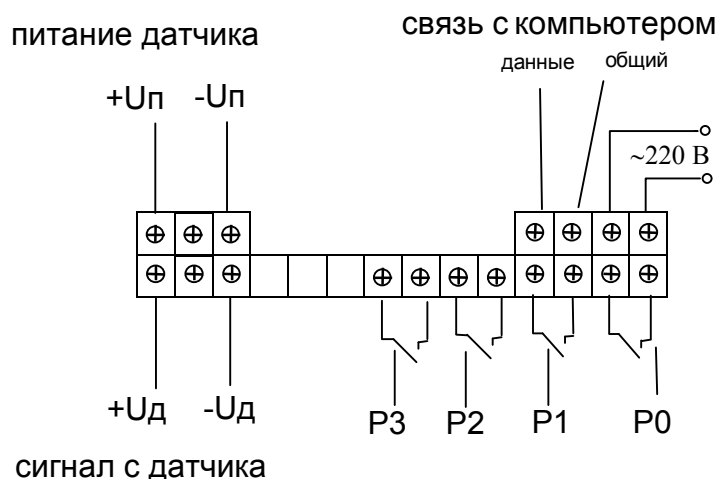 питание датчика
связь с компьютером
данные общий
+Uп -Uп
~220 В
+Uд -Uд
P3 P2 P1 P0
сигнал с датчика